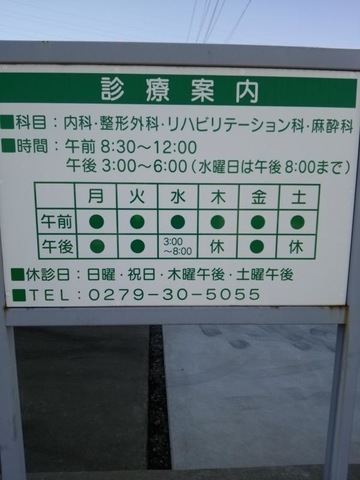 診療案内
■科目：内科・整形外科・リハビリテーション科・麻酔科
■時間：午前8:30～12:00
午後3:00～6:00(水曜日は午後8:00まで)
月 火 水 木 金 土
午前 ● ● ● ● ● ●
午後 ● ● 3:00～8:00 休 ● 休
■休診日：日曜・祝日・木曜午後・土曜午後
■TEL：0279-30-5055